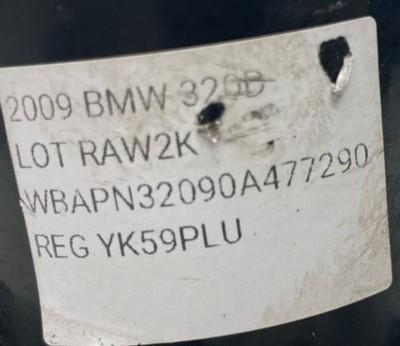 2009 BMW 320D
LOT RAW2K
WBAPN32090A477290
REG YK59PLU